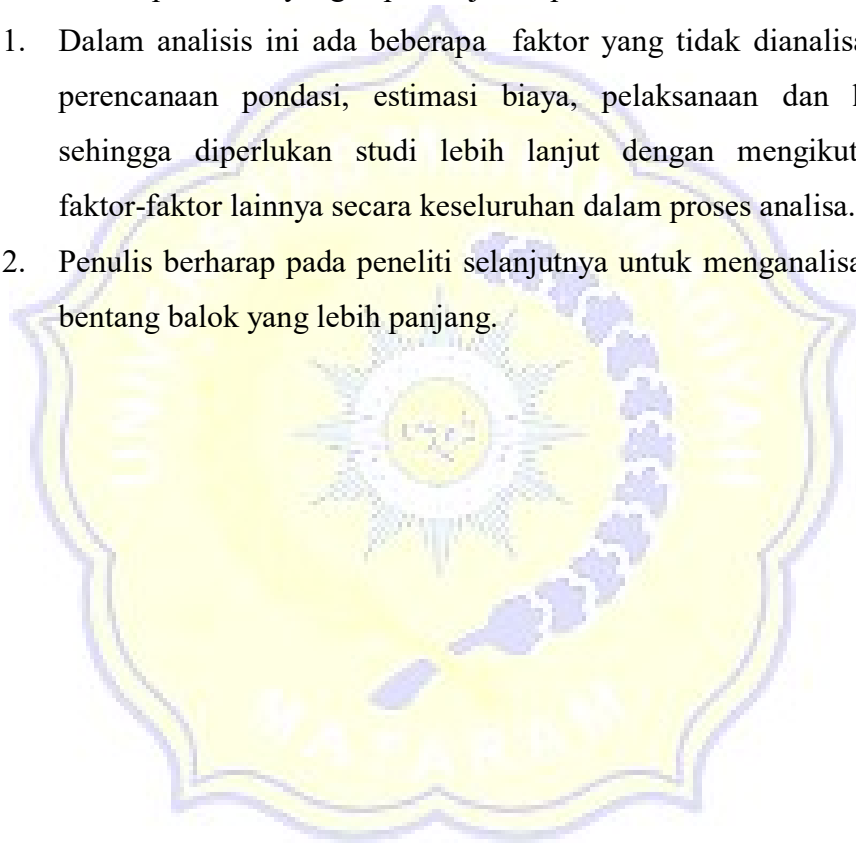 1. Dalam analisis ini ada beberapa faktor yang tidak dianalisa
perencanaan pondasi, estimasi biaya, pelaksanaan dan
sehingga diperlukan studi lebih lanjut dengan mengikut
faktor-faktor lainnya secara keseluruhan dalam proses analisa.
2. Penulis berharap pada peneliti selanjutnya untuk menganalisa
bentang balok yang lebih panjang.
MATARAM